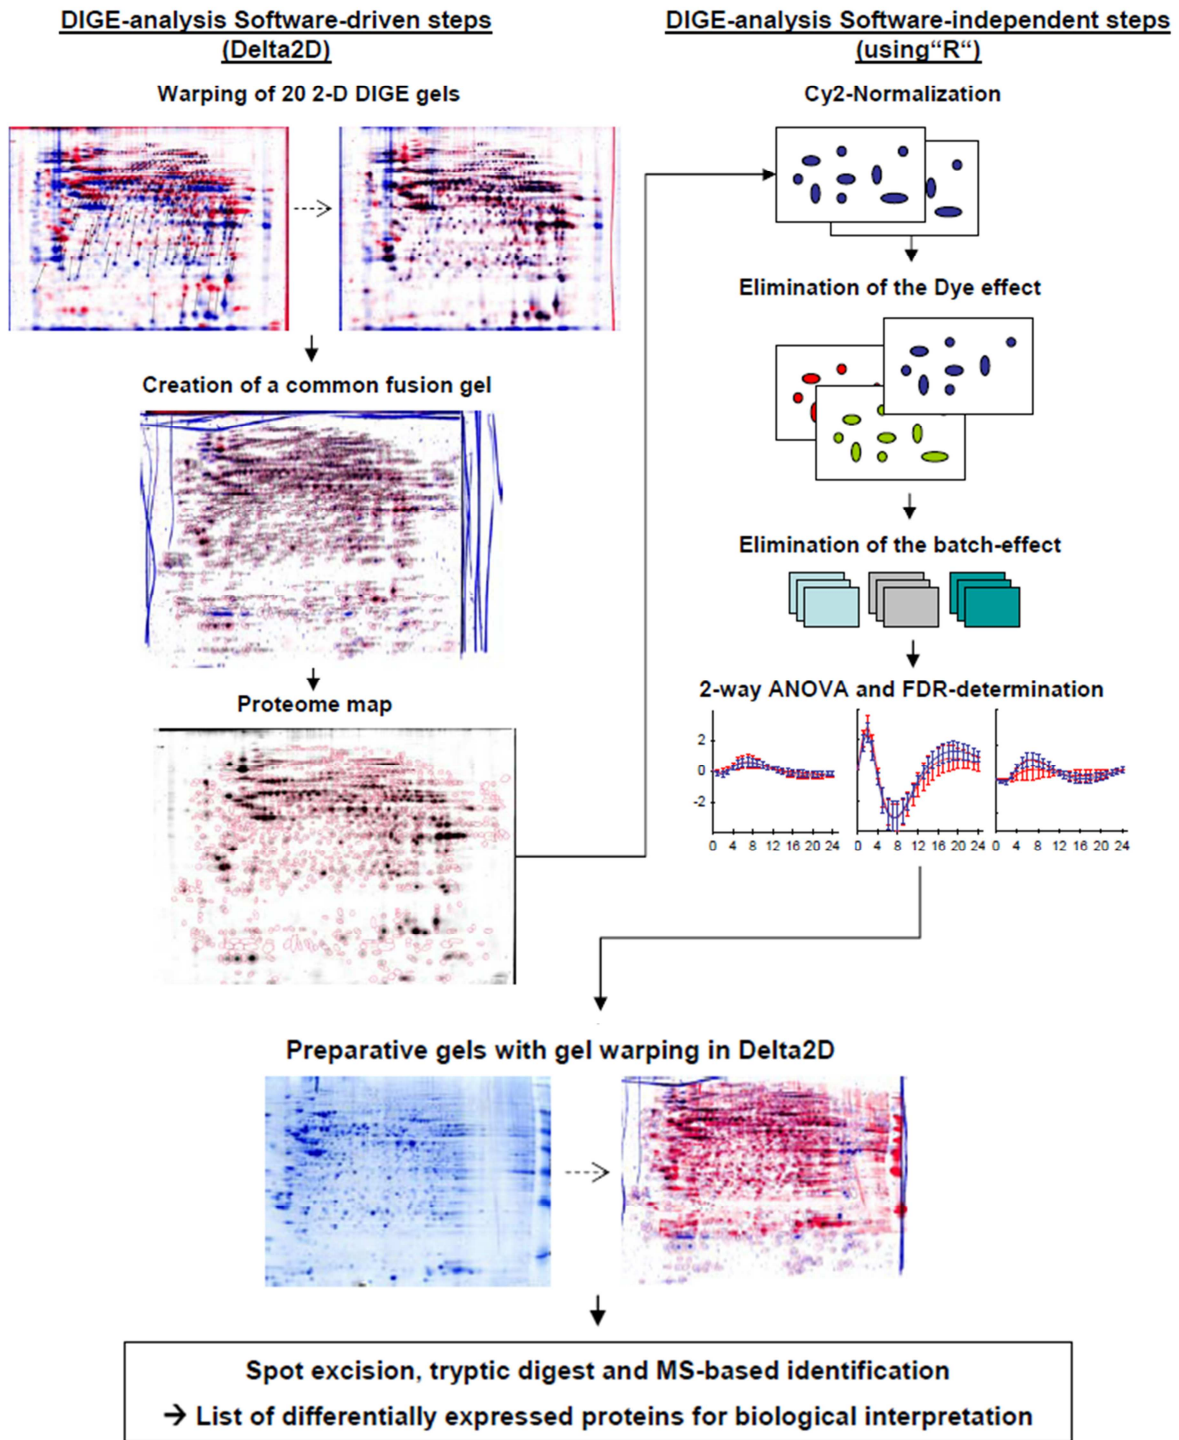 DIGE-analysis Software-driven steps
(Delta2D)
Warping of 20 2-D DIGE gels
Creation of a common fusion gel
Proteome map
DIGE-analysis Software-independent steps
(using“R“)
Cy2-Normalization
Elimination of the Dye effect
Elimination of the batch-effect
2-way ANOVA and FDR-determination
2
0
-2
0 4 8 12 16 20 24
0 4 8 12 16 20 24
0 4 8 12 16 20 24
Preparative gels with gel warping in Delta2D
Spot excision, tryptic digest and MS-based identification
→ List of differentially expressed proteins for biological interpretation